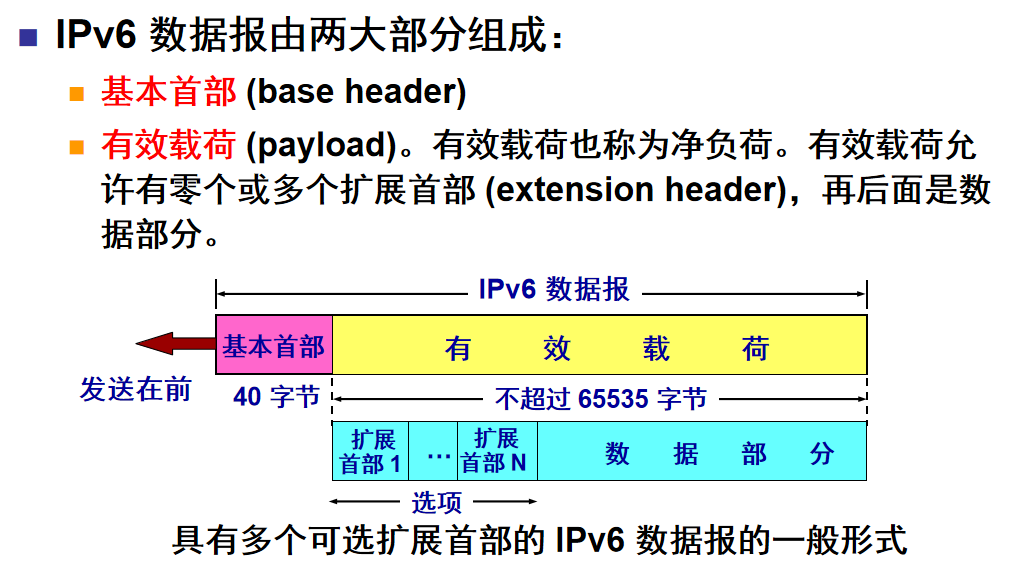 IPv6 数据报由两大部分组成：
基本首部 (base header)
有效载荷 (payload)。有效载荷也称为净负荷。有效载荷允
许有零个或多个扩展首部 (extension header)，再后面是数
据部分。
IPv6 数据报
基本首部
有 效 载 荷
发送在前
40 字节
不超过 65535 字节
扩展
首部 1
…
扩展
首部 N
数 据 部 分
选项
具有多个可选扩展首部的 IPv6 数据报的一般形式